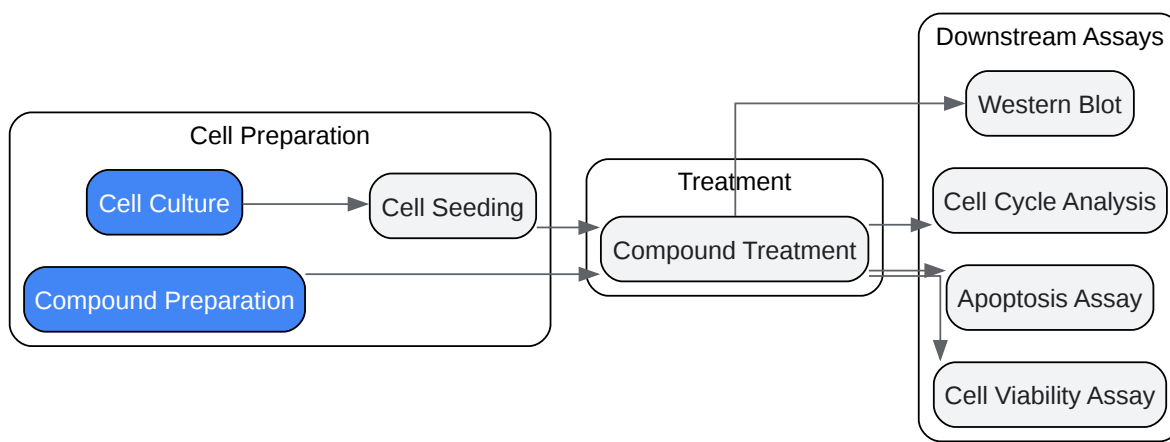 Cell Preparation
Cell Culture
Cell Seeding
Compound Preparation
Treatment
Compound Treatment
Downstream Assays
Western Blot
Cell Cycle Analysis
Apoptosis Assay
Cell Viability Assay